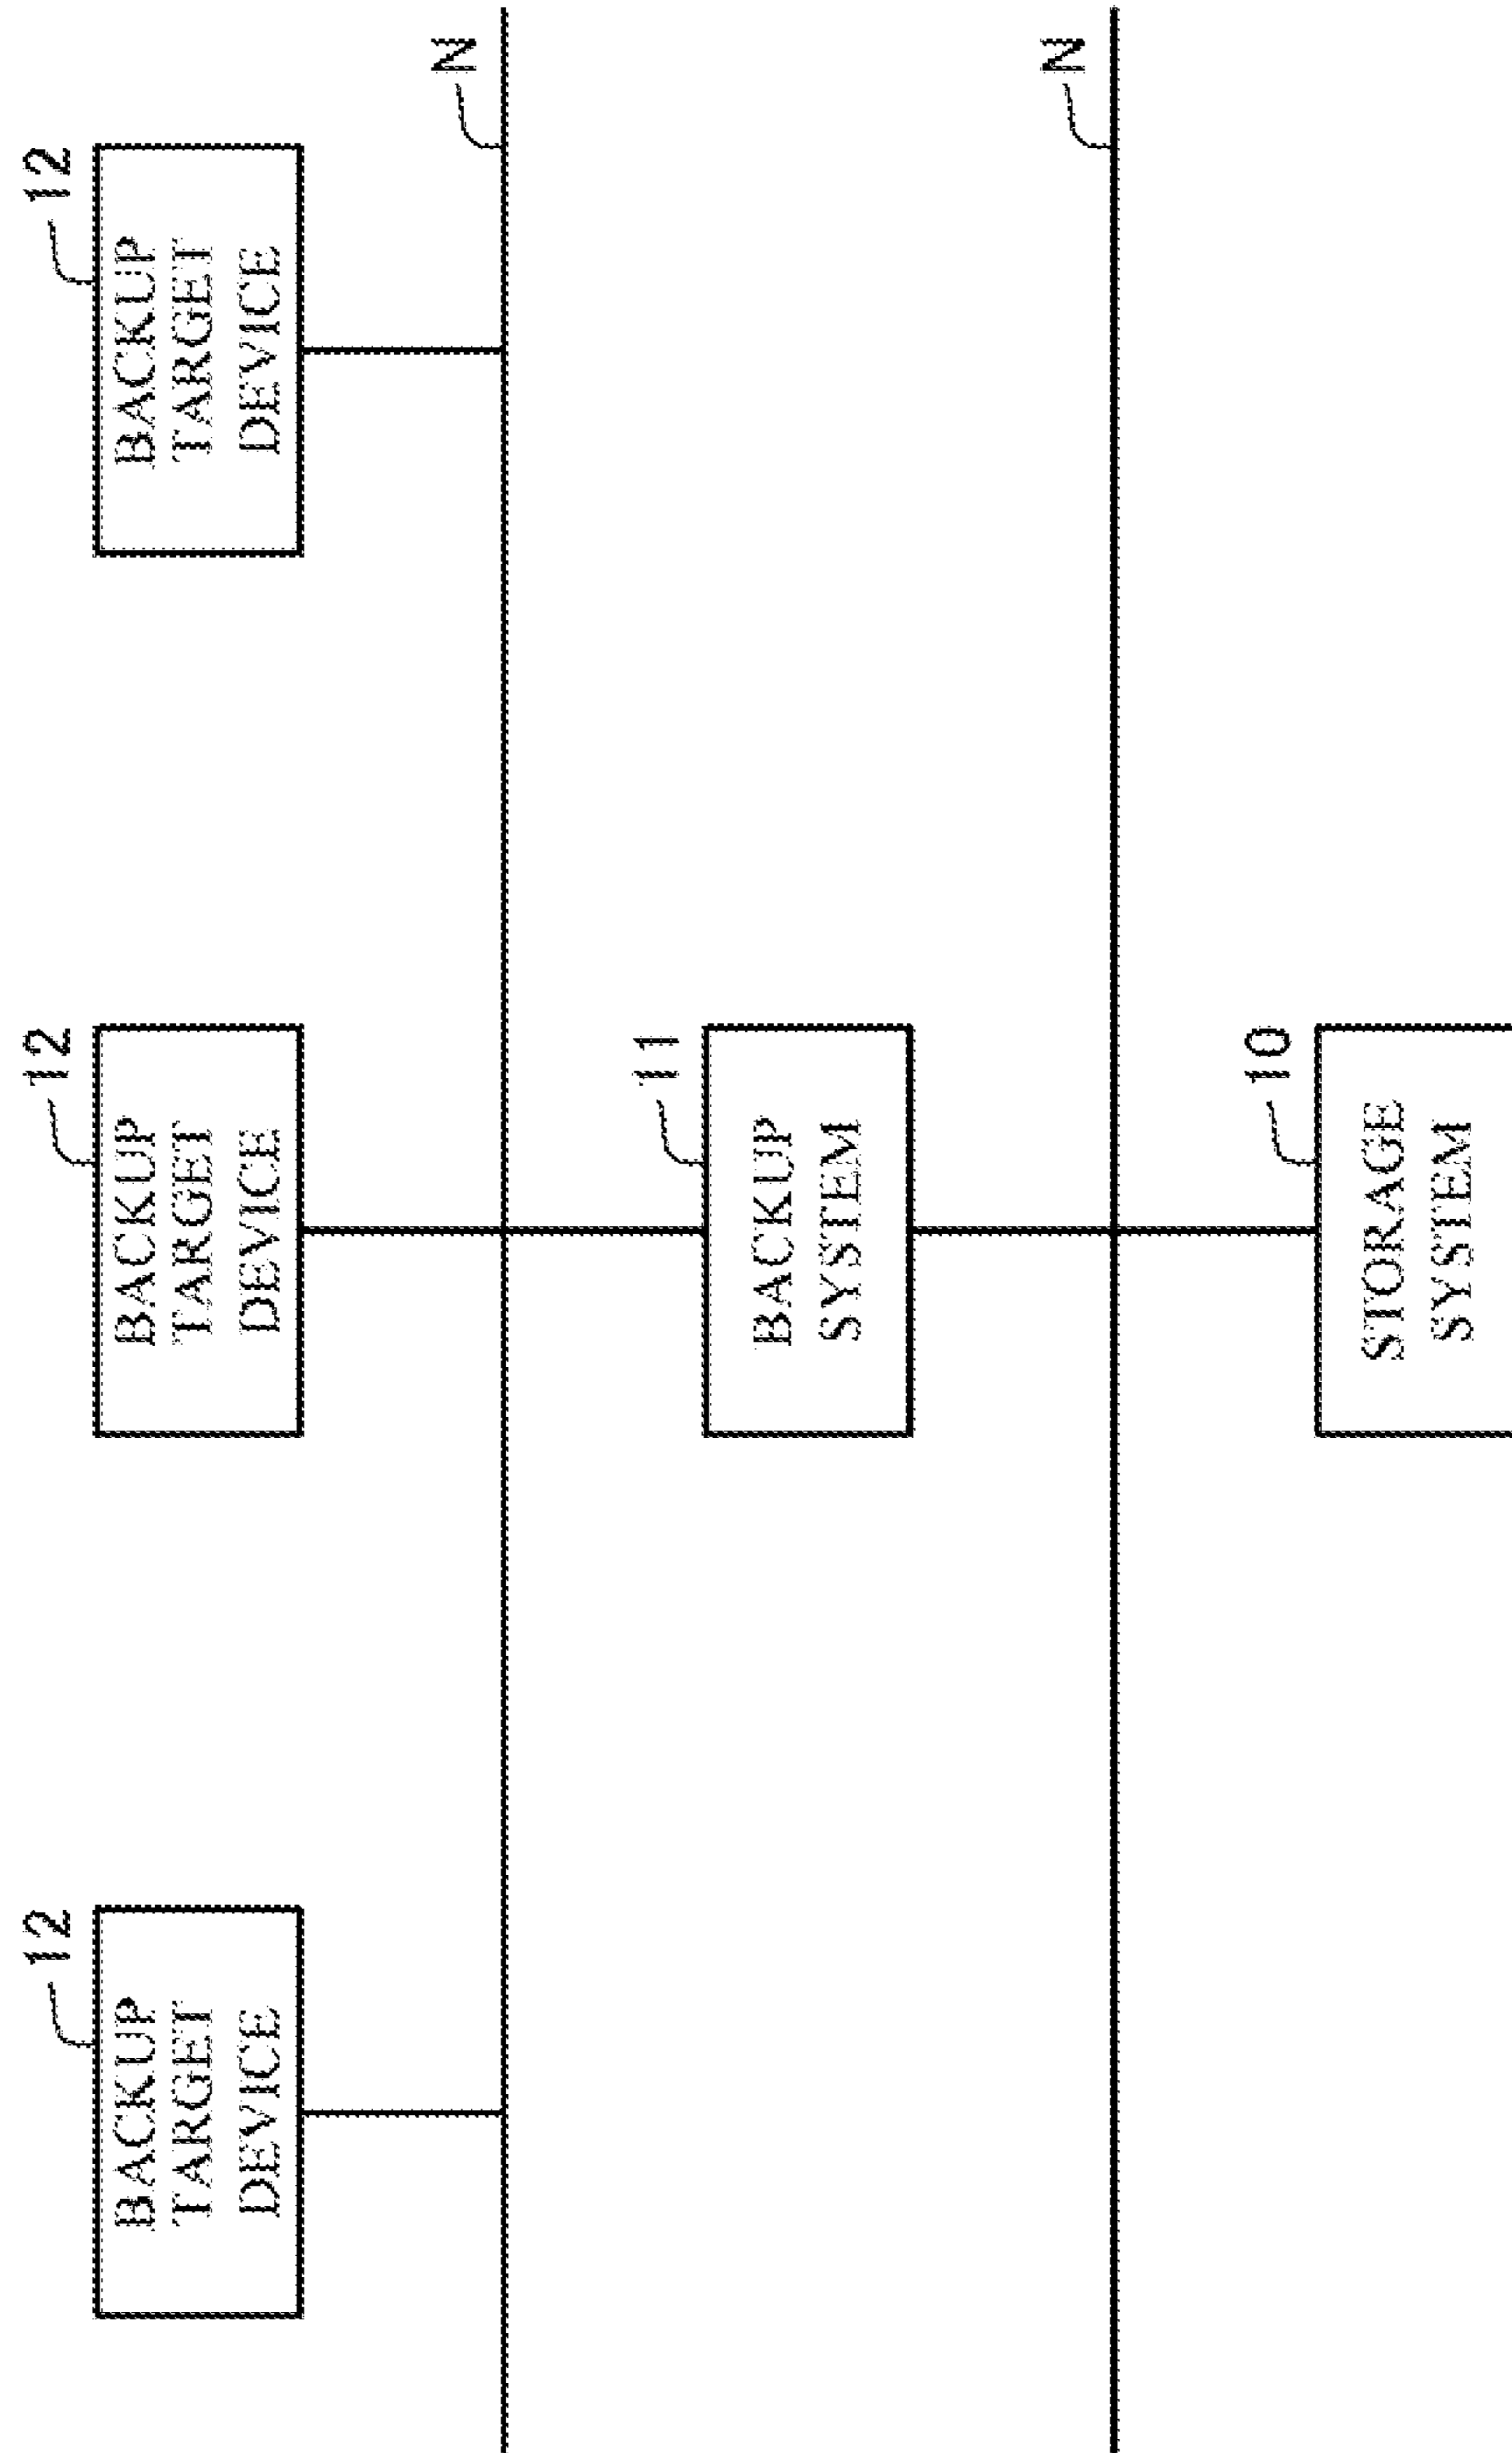 12
BACKUP
TARGET
DEVICE
12
BACKUP
TARGET
DEVICE
12
BACKUP
TARGET
DEVICE
N
11
BACKUP
SYSTEM
N
10
STORAGE
SYSTEM